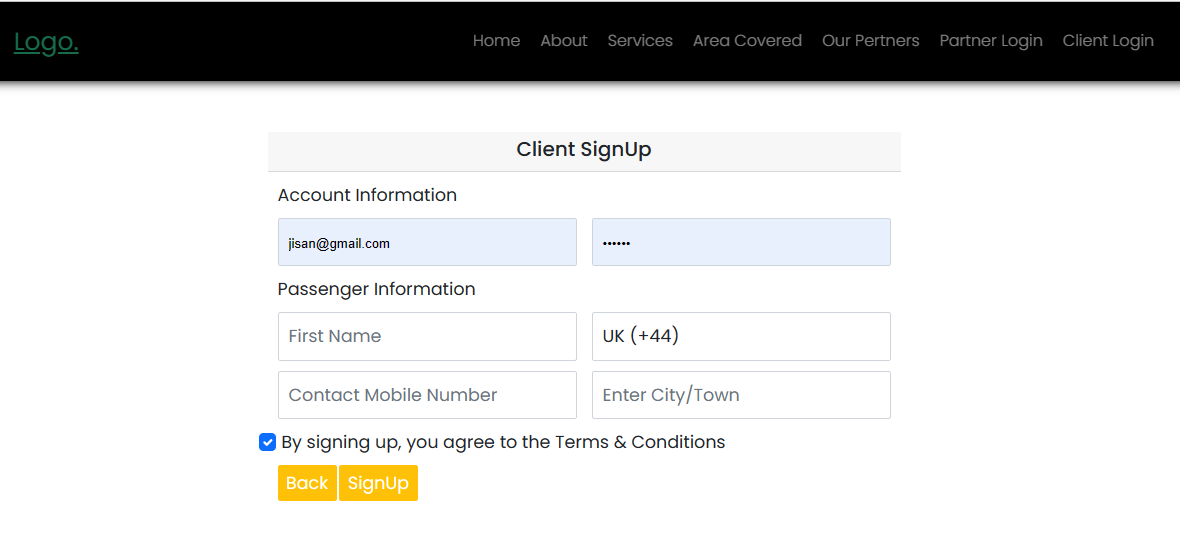 Logo. Home About Services Area Covered Our Pertners Partner Login Client Login
Client SignUp
Account Information
jisan@gmail.com ••••••
Passenger Information
First Name UK (+44)
Contact Mobile Number Enter City/Town
By signing up, you agree to the Terms & Conditions
Back SignUp